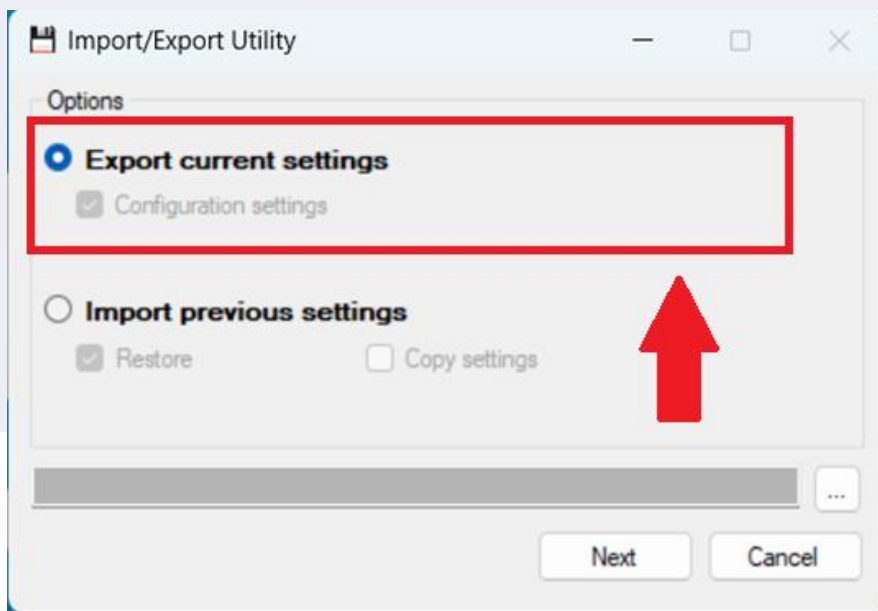 Import/Export Utility
Options
Export current settings
Configuration settings
Import previous settings
Restore Copy settings
...
Next Cancel